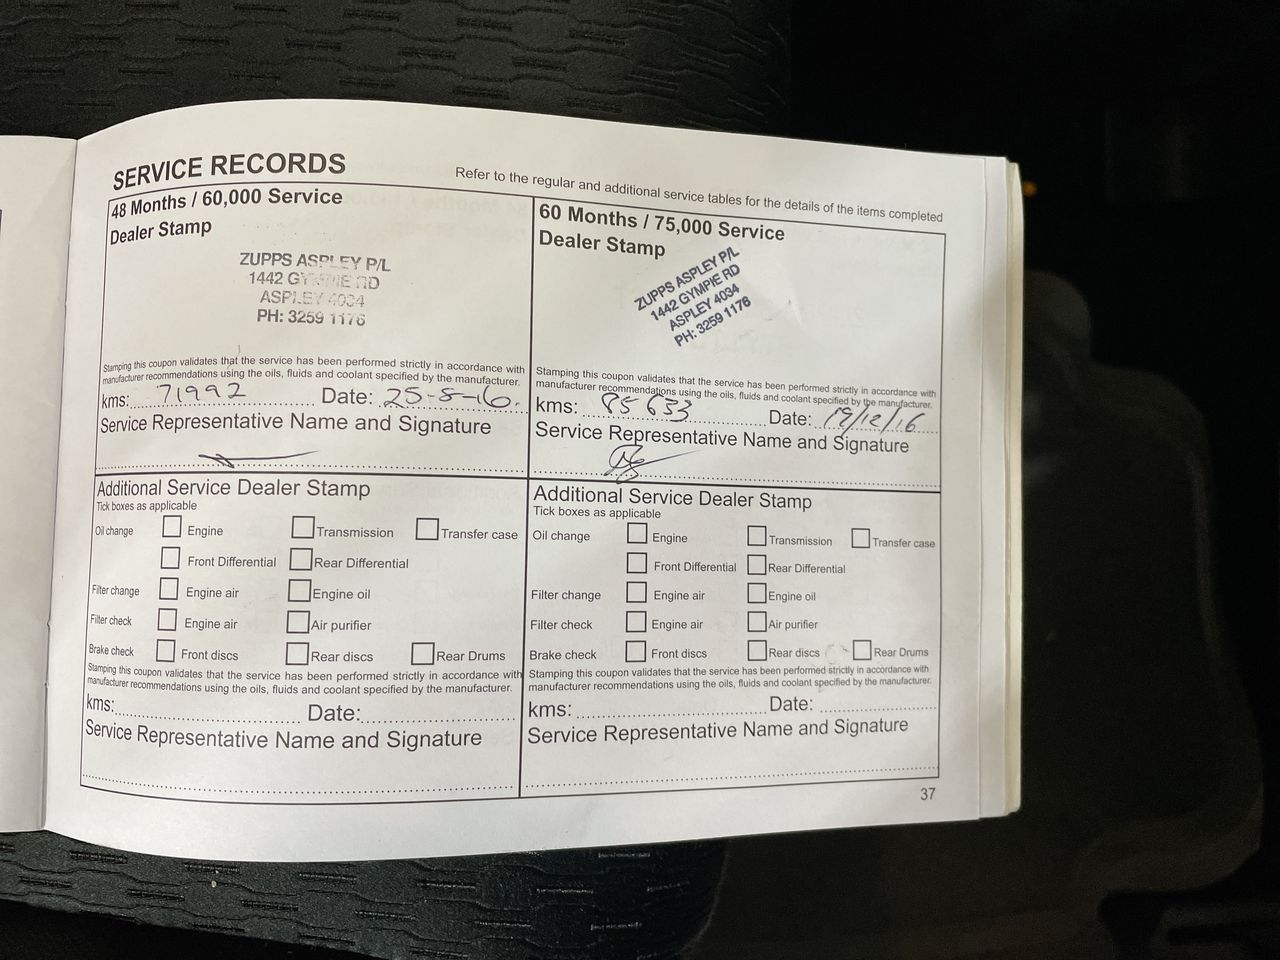 SERVICE RECORDS
Refer to the regular and additional service tables for the details of the items completed
48 Months / 60,000 Service
Dealer Stamp
ZUPPS ASPLEY P/L
1442 GYMPIE RD
ASPLEY 4034
PH: 3259 1176
Stamping this coupon validates that the service has been performed strictly in accordance with
manufacturer recommendations using the oils, fluids and coolant specified by the manufacturer.
kms: 71992 Date: 25-8-16.
Service Representative Name and Signature
60 Months / 75,000 Service
Dealer Stamp
ZUPPS ASPLEY P/L
1442 GYMPIE RD
ASPLEY 4034
PH: 3259 1176
Stamping this coupon validates that the service has been performed strictly in accordance with
manufacturer recommendations using the oils, fluids and coolant specified by the manufacturer.
kms: 85633 Date: /12/16
Service Representative Name and Signature
Additional Service Dealer Stamp
Tick boxes as applicable
Oil change Engine Transmission Transfer case
Front Differential Rear Differential
Filter change Engine air Engine oil
Filter check Engine air Air purifier
Brake check Front discs Rear discs Rear Drums
Stamping this coupon validates that the service has been performed strictly in accordance with
manufacturer recommendations using the oils, fluids and coolant specified by the manufacturer.
kms: Date:
Service Representative Name and Signature
Additional Service Dealer Stamp
Tick boxes as applicable
Oil change Engine Transmission Transfer case
Front Differential Rear Differential
Filter change Engine air Engine oil
Filter check Engine air Air purifier
Brake check Front discs Rear discs Rear Drums
Stamping this coupon validates that the service has been performed strictly in accordance with
manufacturer recommendations using the oils, fluids and coolant specified by the manufacturer.
kms: Date:
Service Representative Name and Signature
37